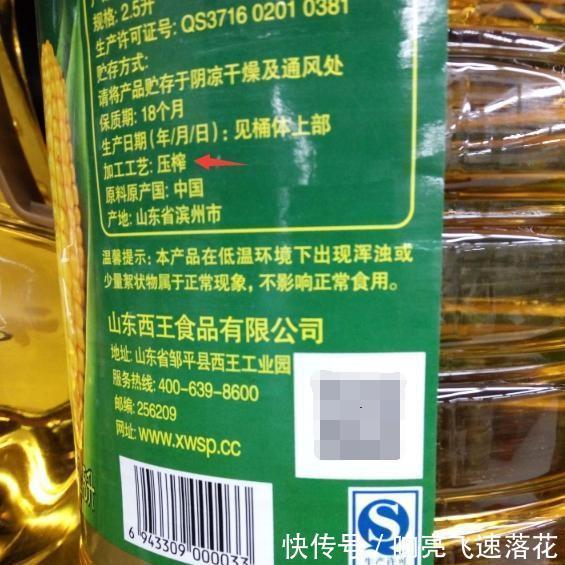 规格: 2.5升
生产许可证号: QS3716 0201 0381
贮存方式:
请将产品贮存于阴凉干燥及通风处
保质期: 18个月
生产日期(年/月/日): 见桶体上部
加工工艺: 压榨
原料原产国: 中国
产地: 山东省滨州市
温馨提示: 本产品在低温环境下出现浑浊或
少量絮状物属于正常现象, 不影响正常食用。
山东西王食品有限公司
地址: 山东省邹平县西王工业园
服务热线: 400-639-8600
邮编: 256209
网址: www.xwsp.cc
升
6 943309 000033
S
快传号 / 响亮飞速落花